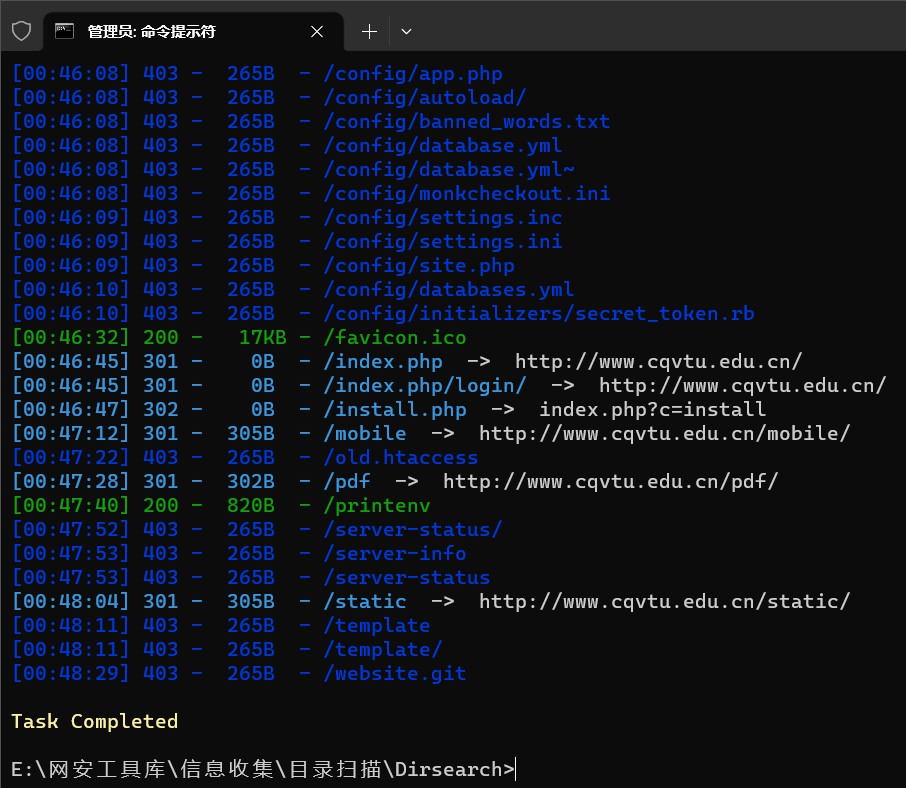 管理员: 命令提示符
[00:46:08] 403 -  265B  - /config/app.php
[00:46:08] 403 -  265B  - /config/autoload/
[00:46:08] 403 -  265B  - /config/banned_words.txt
[00:46:08] 403 -  265B  - /config/database.yml
[00:46:08] 403 -  265B  - /config/database.yml~
[00:46:08] 403 -  265B  - /config/monkcheckout.ini
[00:46:09] 403 -  265B  - /config/settings.inc
[00:46:09] 403 -  265B  - /config/settings.ini
[00:46:09] 403 -  265B  - /config/site.php
[00:46:10] 403 -  265B  - /config/databases.yml
[00:46:10] 403 -  265B  - /config/initializers/secret_token.rb
[00:46:32] 200 -   17KB - /favicon.ico
[00:46:45] 301 -    0B  - /index.php  ->  http://www.cqvtu.edu.cn/
[00:46:45] 301 -    0B  - /index.php/login/  ->  http://www.cqvtu.edu.cn/
[00:46:47] 302 -    0B  - /install.php  ->  index.php?c=install
[00:47:12] 301 -  305B  - /mobile  ->  http://www.cqvtu.edu.cn/mobile/
[00:47:22] 403 -  265B  - /old.htaccess
[00:47:28] 301 -  302B  - /pdf  ->  http://www.cqvtu.edu.cn/pdf/
[00:47:40] 200 -  820B  - /printenv
[00:47:52] 403 -  265B  - /server-status/
[00:47:53] 403 -  265B  - /server-info
[00:47:53] 403 -  265B  - /server-status
[00:48:04] 301 -  305B  - /static  ->  http://www.cqvtu.edu.cn/static/
[00:48:11] 403 -  265B  - /template
[00:48:11] 403 -  265B  - /template/
[00:48:29] 403 -  265B  - /website.git
Task Completed
E:\网安工具库\信息收集\目录扫描\Dirsearch>